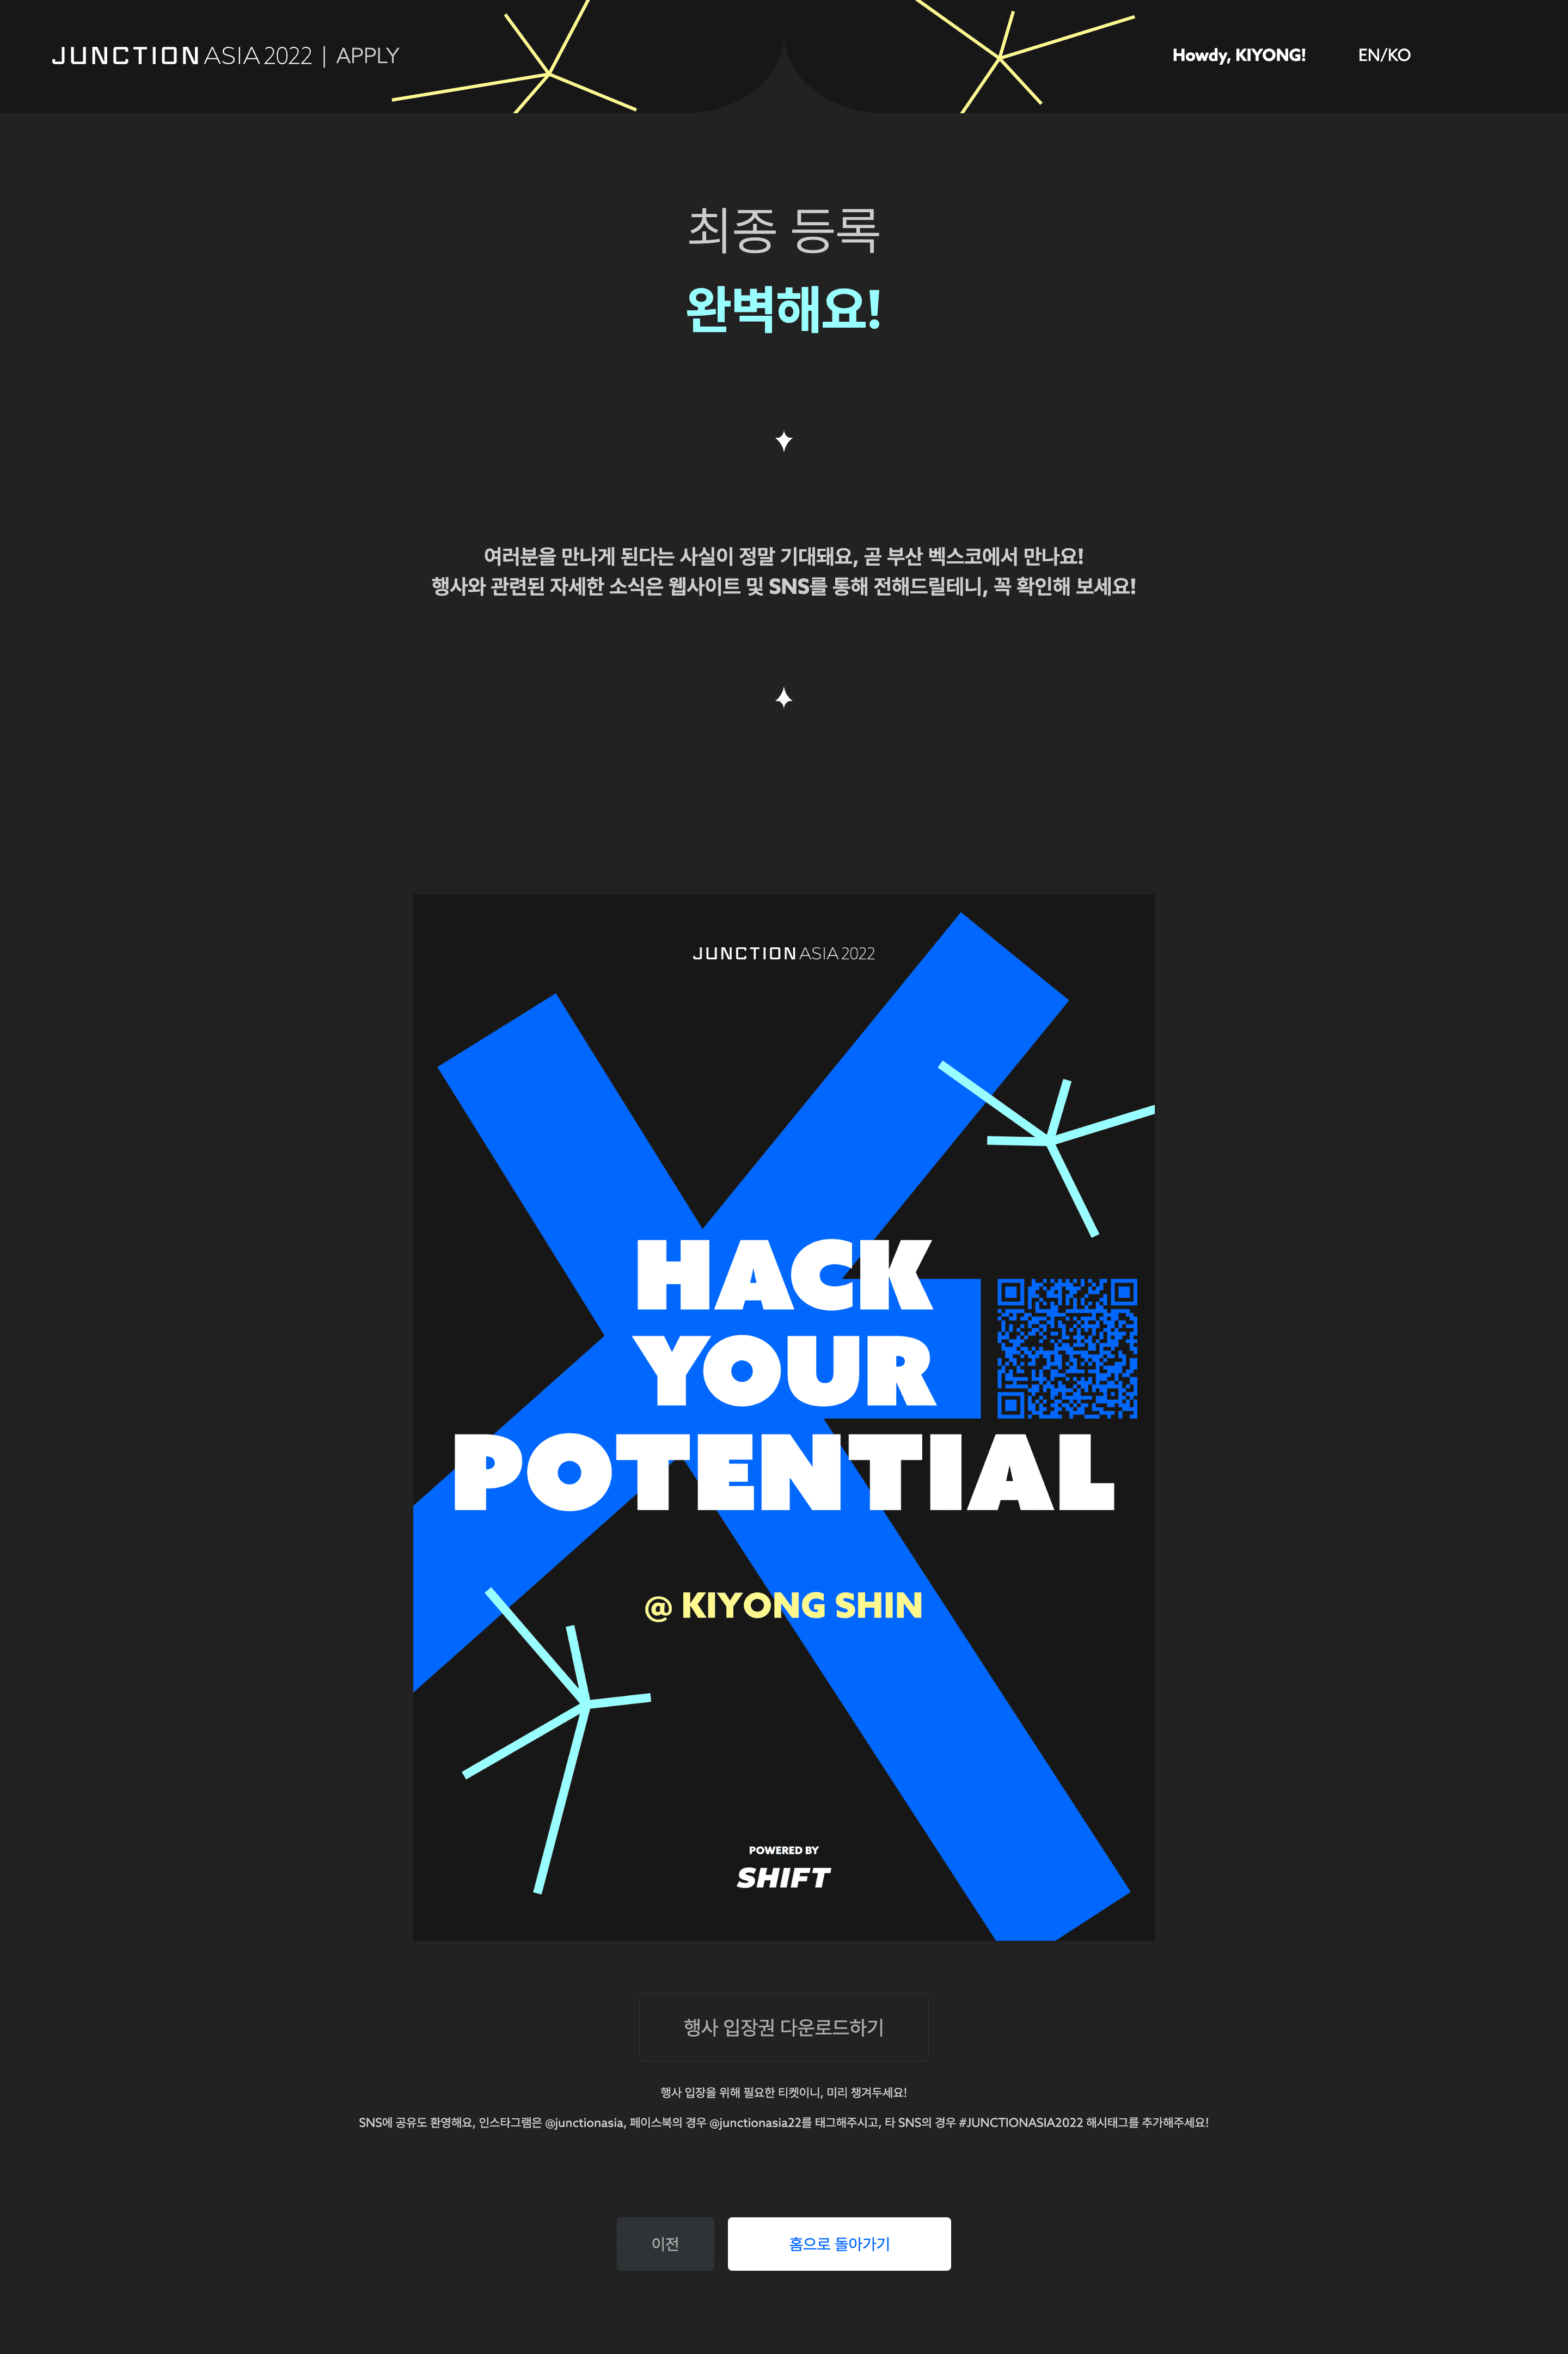 JUNCTION ASIA 2022 | APPLY
Howdy, KIYONG!
EN/KO
최종 등록
완벽해요!
여러분을 만나게 된다는 사실이 정말 기대돼요, 곧 부산 벡스코에서 만나요!
행사와 관련된 자세한 소식은 웹사이트 및 SNS를 통해 전해드릴테니, 꼭 확인해 보세요!
JUNCTION ASIA 2022
HACK
YOUR
POTENTIAL
@ KIYONG SHIN
POWERED BY
SHIFT
행사 입장권 다운로드하기
행사 입장을 위해 필요한 티켓이니, 미리 챙겨두세요!
SNS에 공유도 환영해요, 인스타그램은 @junctionasia, 페이스북의 경우 @junctionasia22를 태그해주시고, 타 SNS의 경우 #JUNCTIONASIA2022 해시태그를 추가해주세요!
이전
홈으로 돌아가기